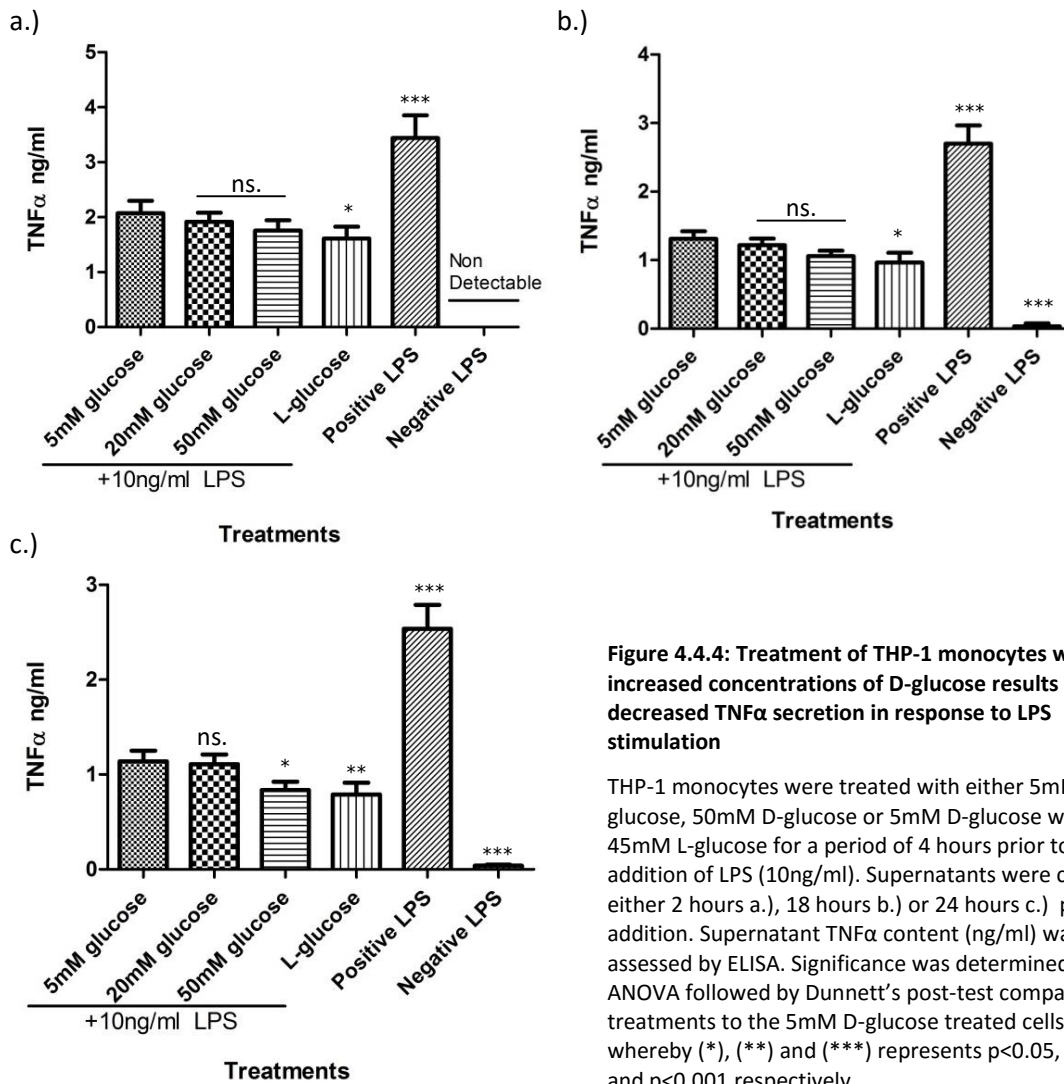 a.)
5
4
3
2
1
0
TNFα ng/ml
ns.
*
***
Non
Detectable
5mM glucose
20mM glucose
50mM glucose
L-glucose
Positive LPS
Negative LPS
+10ng/ml LPS
Treatments
b.)
4
3
2
1
0
TNFα ng/ml
ns.
*
***
***
5mM glucose
20mM glucose
50mM glucose
L-glucose
Positive LPS
Negative LPS
+10ng/ml LPS
Treatments
c.)
3
2
1
0
TNFα ng/ml
ns.
*
**
***
***
5mM glucose
20mM glucose
50mM glucose
L-glucose
Positive LPS
Negative LPS
+10ng/ml LPS
Treatments
Figure 4.4.4: Treatment of THP-1 monocytes
increased concentrations of D-glucose results
decreased TNFα secretion in response to LPS
stimulation
THP-1 monocytes were treated with either
glucose, 50mM D-glucose or 5mM D-glucose
45mM L-glucose for a period of 4 hours prior to
addition of LPS (10ng/ml). Supernatants were
either 2 hours a.), 18 hours b.) or 24 hours c.)
addition. Supernatant TNFα content (ng/ml)
assessed by ELISA. Significance was determined
ANOVA followed by Dunnett’s post-test
treatments to the 5mM D-glucose treated cells
whereby (*), (**) and (***) represents p<0.05,
and p<0.001 respectively